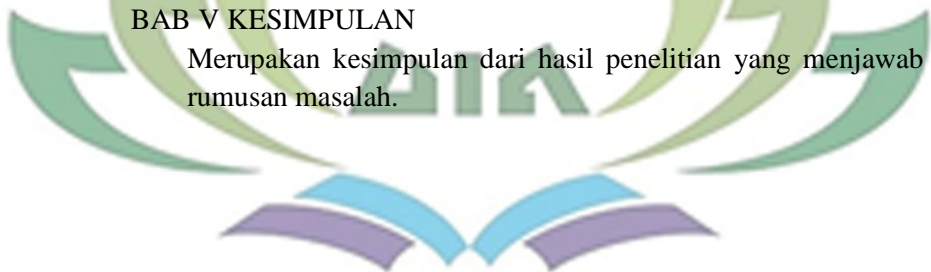 BAB V KESIMPULAN
Merupakan kesimpulan dari hasil penelitian yang menjawab
rumusan masalah.